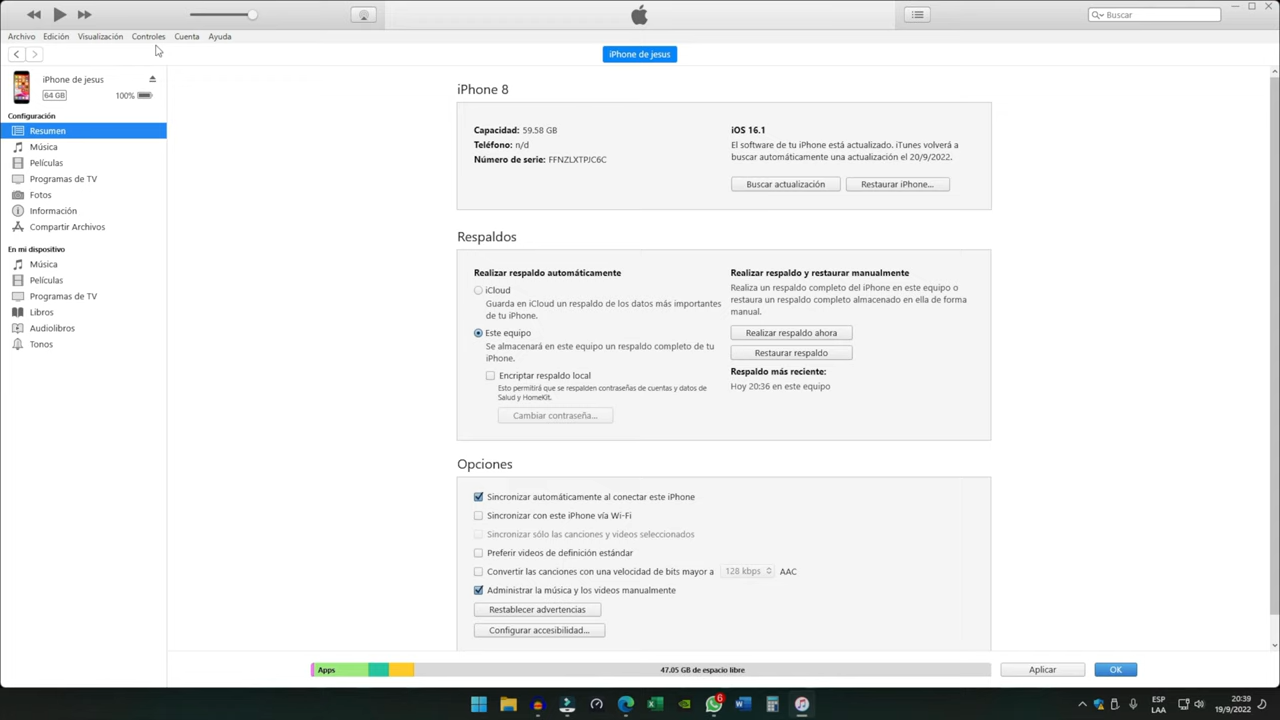 Buscar
Archivo Edición Visualización Controles Cuenta Ayuda
iPhone de jesus
iPhone de jesus
64 GB 100%
Configuración
Resumen
Música
Películas
Programas de TV
Fotos
Información
Compartir Archivos
En mi dispositivo
Música
Películas
Programas de TV
Libros
Audiolibros
Tonos
iPhone 8
Capacidad: 59.58 GB
Teléfono: n/d
Número de serie: FFNZLXTPJC6C
iOS 16.1
El software de tu iPhone está actualizado. iTunes volverá a
buscar automáticamente una actualización el 20/9/2022.
Buscar actualización Restaurar iPhone...
Respaldos
Realizar respaldo automáticamente
iCloud
Guarda en iCloud un respaldo de los datos más importantes
de tu iPhone.
Este equipo
Se almacenará en este equipo un respaldo completo de tu
iPhone.
Encriptar respaldo local
Esto permitirá que se respalden contraseñas de cuentas y datos de
Salud y HomeKit.
Cambiar contraseña...
Realizar respaldo y restaurar manualmente
Realiza un respaldo completo del iPhone en este equipo o
restaura un respaldo completo almacenado en ella de forma
manual.
Realizar respaldo ahora
Restaurar respaldo
Respaldo más reciente:
Hoy 20:36 en este equipo
Opciones
Sincronizar automáticamente al conectar este iPhone
Sincronizar con este iPhone vía Wi-Fi
Sincronizar sólo las canciones y videos seleccionados
Preferir videos de definición estándar
Convertir las canciones con una velocidad de bits mayor a 128 kbps AAC
Administrar la música y los videos manualmente
Restablecer advertencias
Configurar accesibilidad...
Apps 47.05 GB de espacio libre Aplicar OK
6
ESP
LAA
20:39
19/9/2022